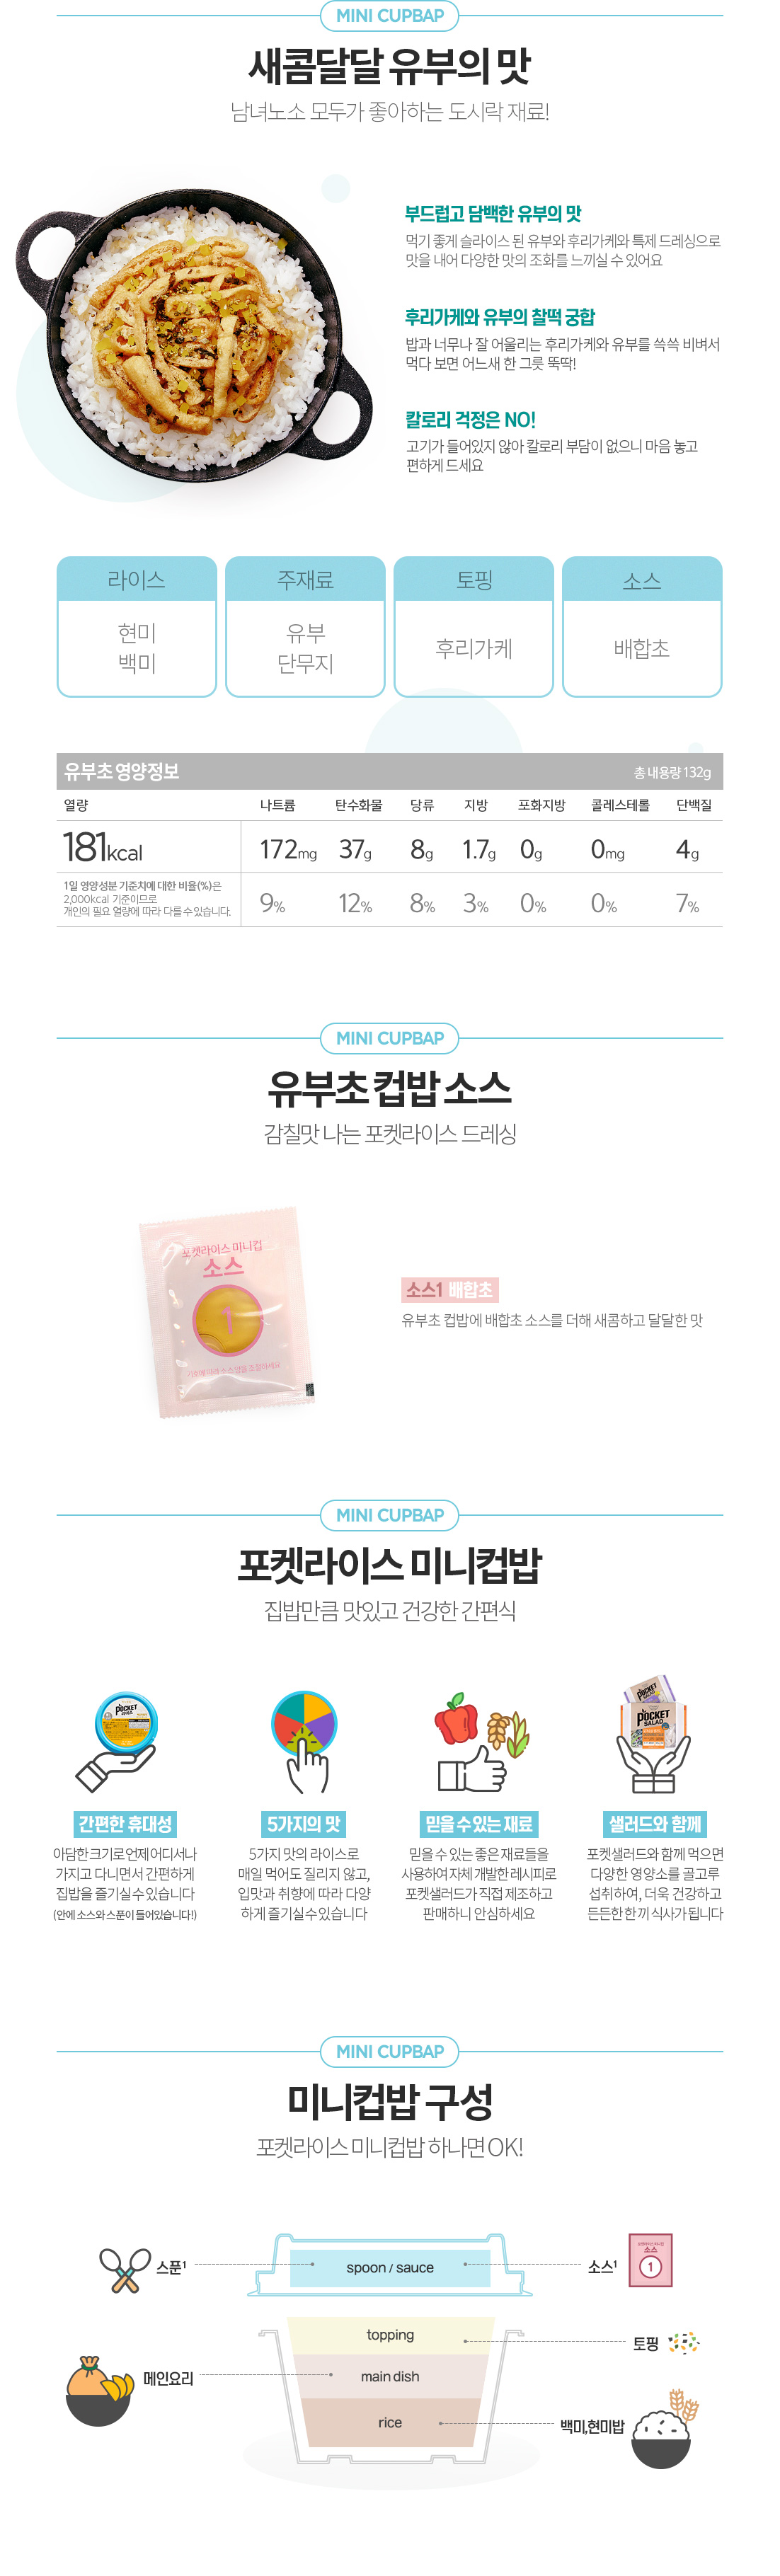 MINI CUPBAP
새콤달달 유부의 맛
남녀노소 모두가 좋아하는 도시락 재료!
부드럽고 담백한 유부의 맛
먹기 좋게 슬라이스 된 유부와 후리가케와 특제 드레싱으로
맛을 내어 다양한 맛의 조화를 느끼실 수 있어요
후리가케와 유부의 찰떡 궁합
밥과 너무나 잘 어울리는 후리가케와 유부를 쓱쓱 비벼서
먹다 보면 어느새 한 그릇 뚝딱!
칼로리 걱정은 NO!
고기가 들어있지 않아 칼로리 부담이 없으니 마음 놓고
편하게 드세요
라이스 주재료 토핑 소스
현미
백미
유부
단무지
후리가케
배합초
유부초 영양정보 총 내용량 132g
열량 나트륨 탄수화물 당류 지방 포화지방 콜레스테롤 단백질
181kcal 172mg 37g 8g 1.7g 0g 0mg 4g
1일 영양성분 기준치에 대한 비율(%)은
2,000kcal 기준이므로
개인의 필요 열량에 따라 다를 수 있습니다.
9% 12% 8% 3% 0% 0% 7%
MINI CUPBAP
유부초 컵밥 소스
감칠맛 나는 포켓라이스 드레싱
포켓라이스 미니컵
소스
1
기호에 따라 소스 양을 조절하세요
소스1 배합초
유부초 컵밥에 배합초 소스를 더해 새콤하고 달달한 맛
MINI CUPBAP
포켓라이스 미니컵밥
집밥만큼 맛있고 건강한 간편식
POCKET
POCKET
POCKET
SALAD
간편한 휴대성
아담한 크기로 언제 어디서나
가지고 다니면서 간편하게
집밥을 즐기실 수 있습니다
(안에 소스와 스푼이 들어있습니다!)
5가지의 맛
5가지 맛의 라이스로
매일 먹어도 질리지 않고,
입맛과 취향에 따라 다양
하게 즐기실 수 있습니다
믿을 수 있는 재료
믿을 수 있는 좋은 재료들을
사용하여 자체 개발한 레시피로
포켓샐러드가 직접 제조하고
판매하니 안심하세요
샐러드와 함께
포켓샐러드와 함께 먹으면
다양한 영양소를 골고루
섭취하여, 더욱 건강하고
든든한 한 끼 식사가 됩니다
MINI CUPBAP
미니컵밥 구성
포켓라이스 미니컵밥 하나면 OK!
스푼1
spoon / sauce
소스1
소스
1
topping
토핑
메인요리
main dish
rice
백미,현미밥